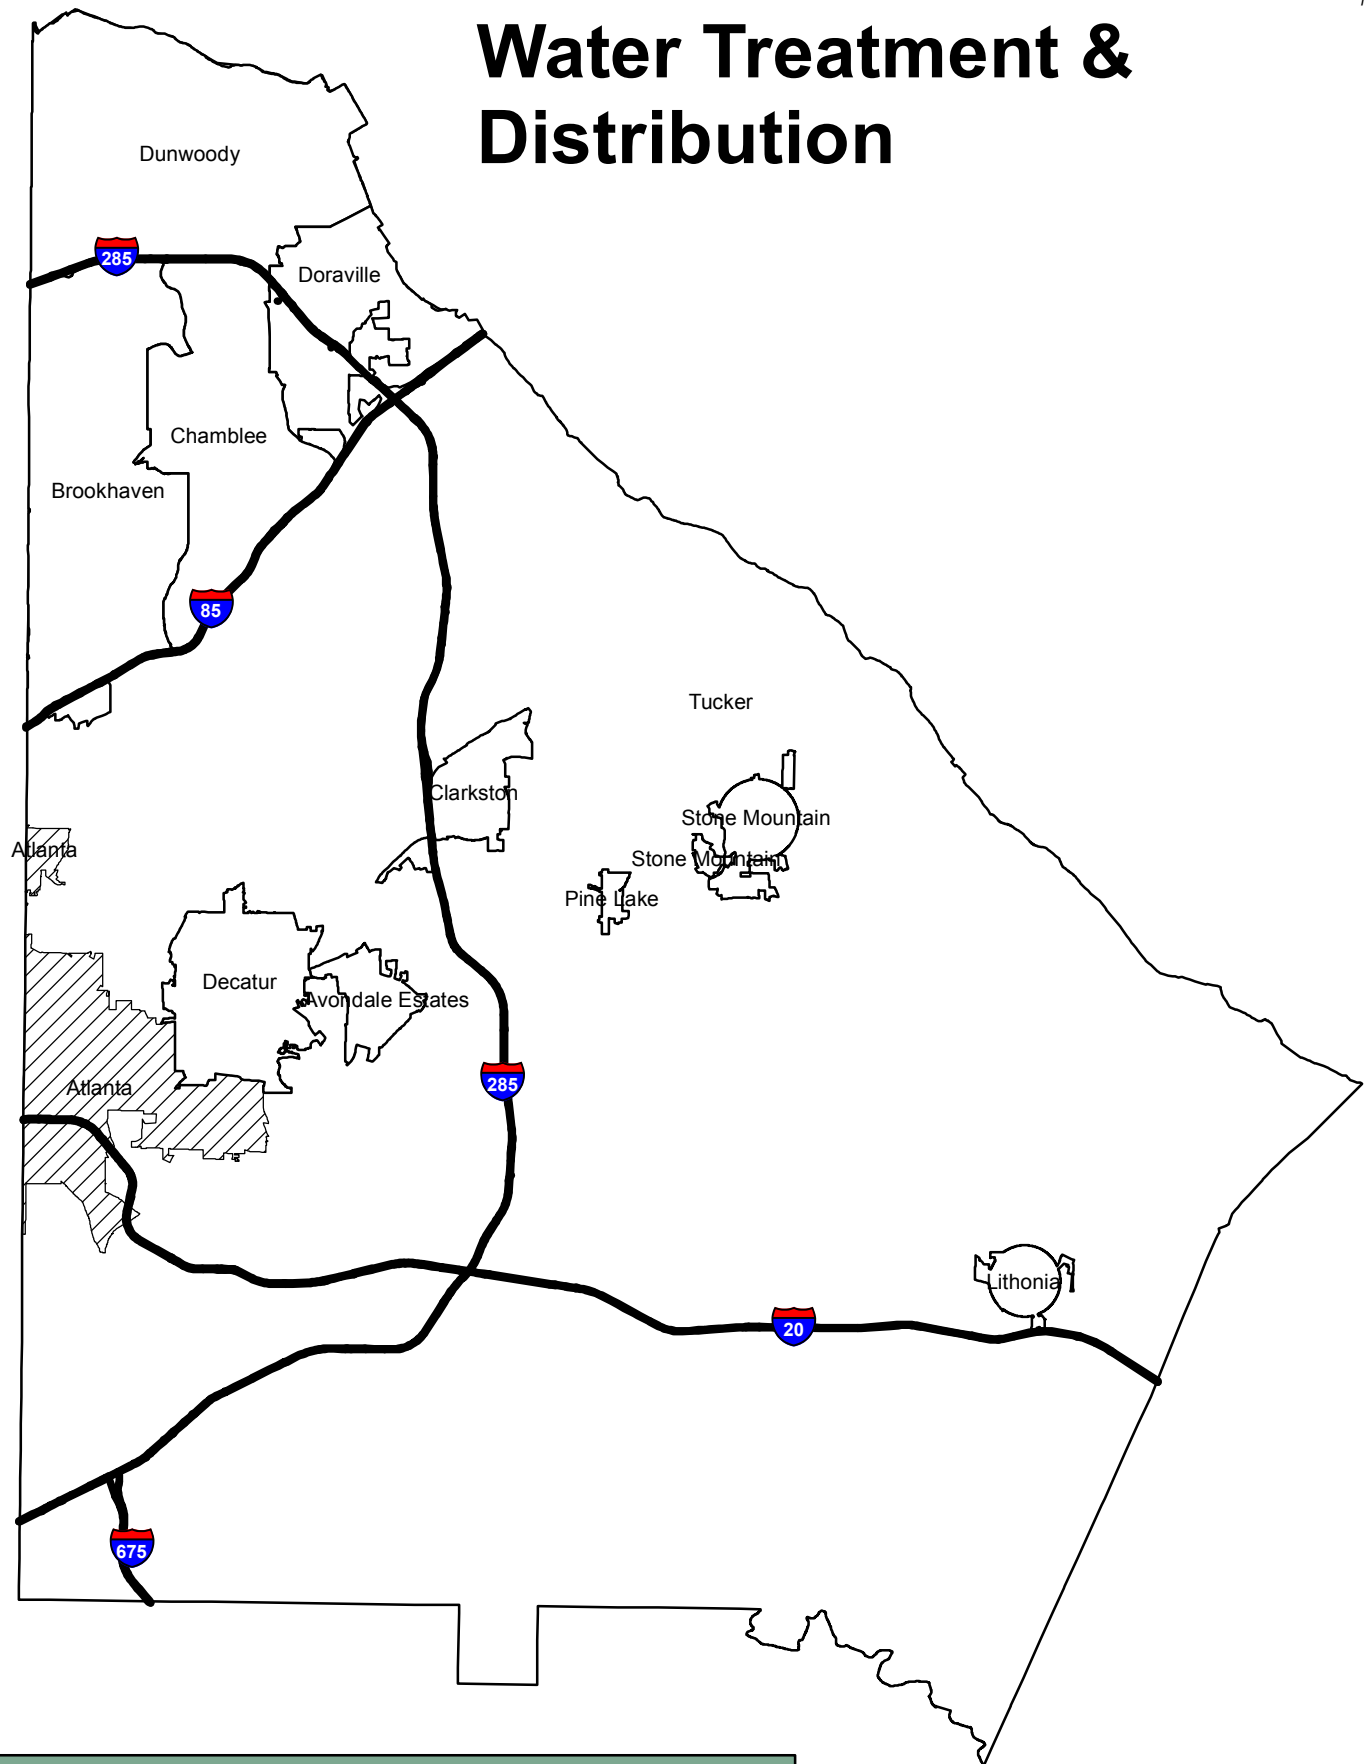 Water Treatment &
Distribution
Dunwoody
285
Doraville
Chamblee
Brookhaven
85
Tucker
Clarkston
Stone Mountain
Atlanta
Stone Mountain
Pine Lake
Decatur
Avondale Estates
285
Atlanta
Lithonia
20
675